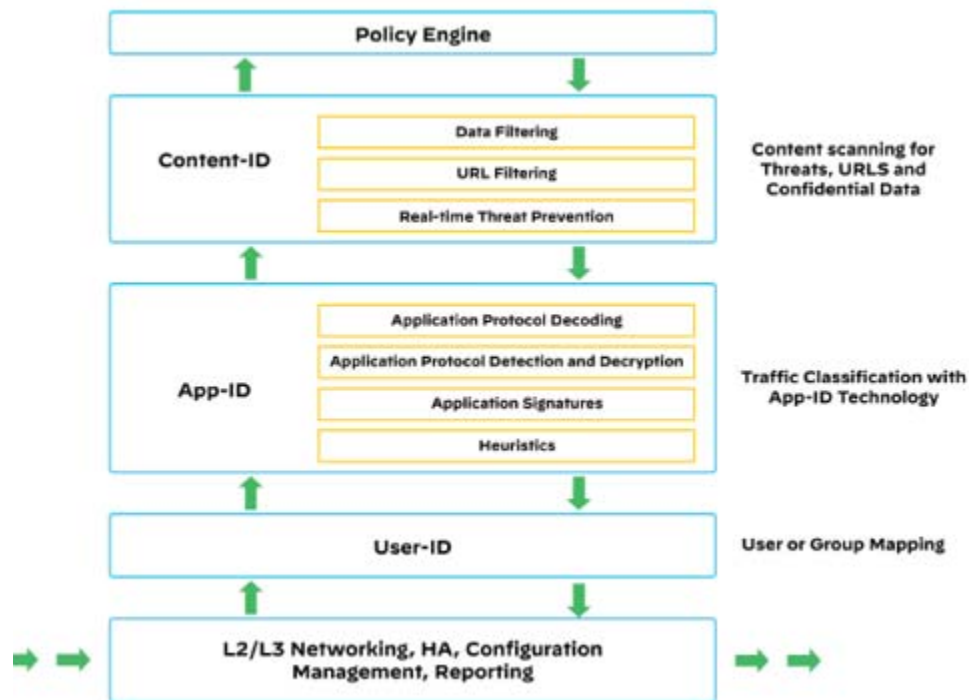 Policy Engine
Content-ID
Data Filtering
URL Filtering
Real-time Threat Prevention
Content scanning for
Threats, URLS and
Confidential Data
App-ID
Application Protocol Decoding
Application Protocol Detection and Decryption
Application Signatures
Heuristics
Traffic Classification with
App-ID Technology
User-ID
User or Group Mapping
L2/L3 Networking, HA, Configuration
Management, Reporting